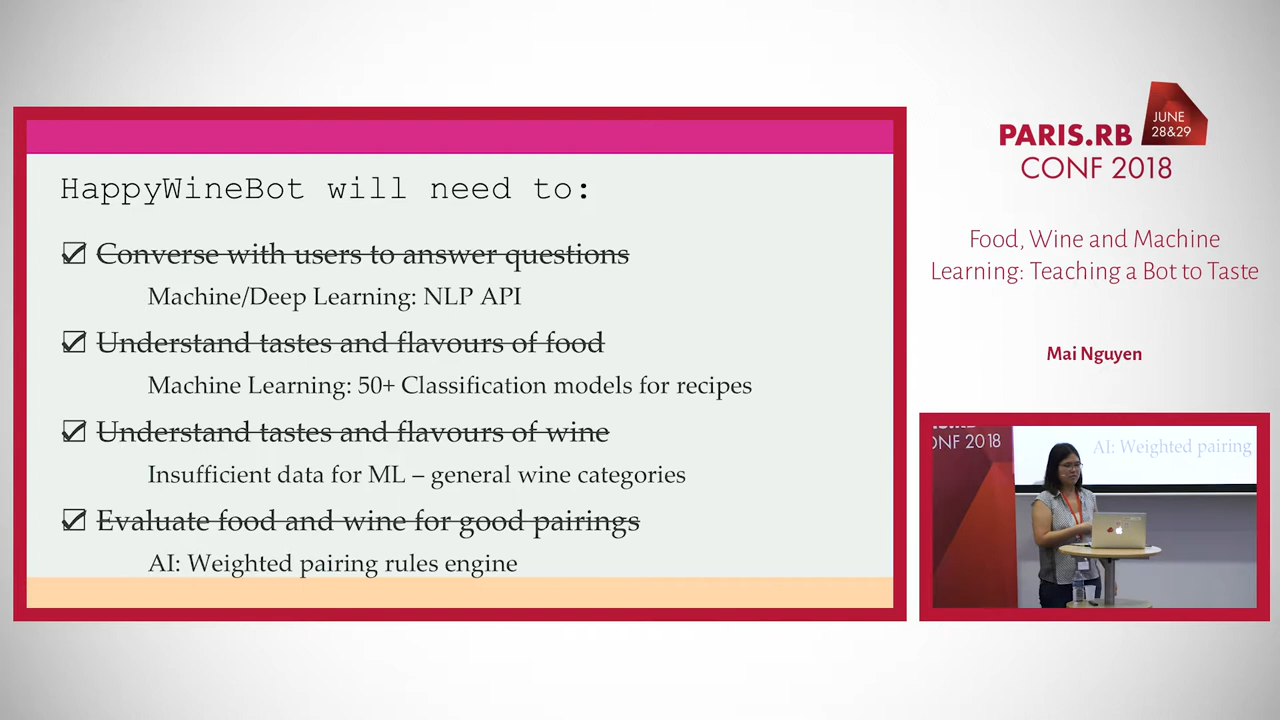 HappyWineBot will need to:
Converse with users to answer questions
Machine/Deep Learning: NLP API
Understand tastes and flavours of food
Machine Learning: 50+ Classification models for recipes
Understand tastes and flavours of wine
Insufficient data for ML – general wine categories
Evaluate food and wine for good pairings
AI: Weighted pairing rules engine
PARIS.RB
JUNE
28&29
CONF 2018
Food, Wine and Machine
Learning: Teaching a Bot to Taste
Mai Nguyen
ONF 2018
AI: Weighted pairing